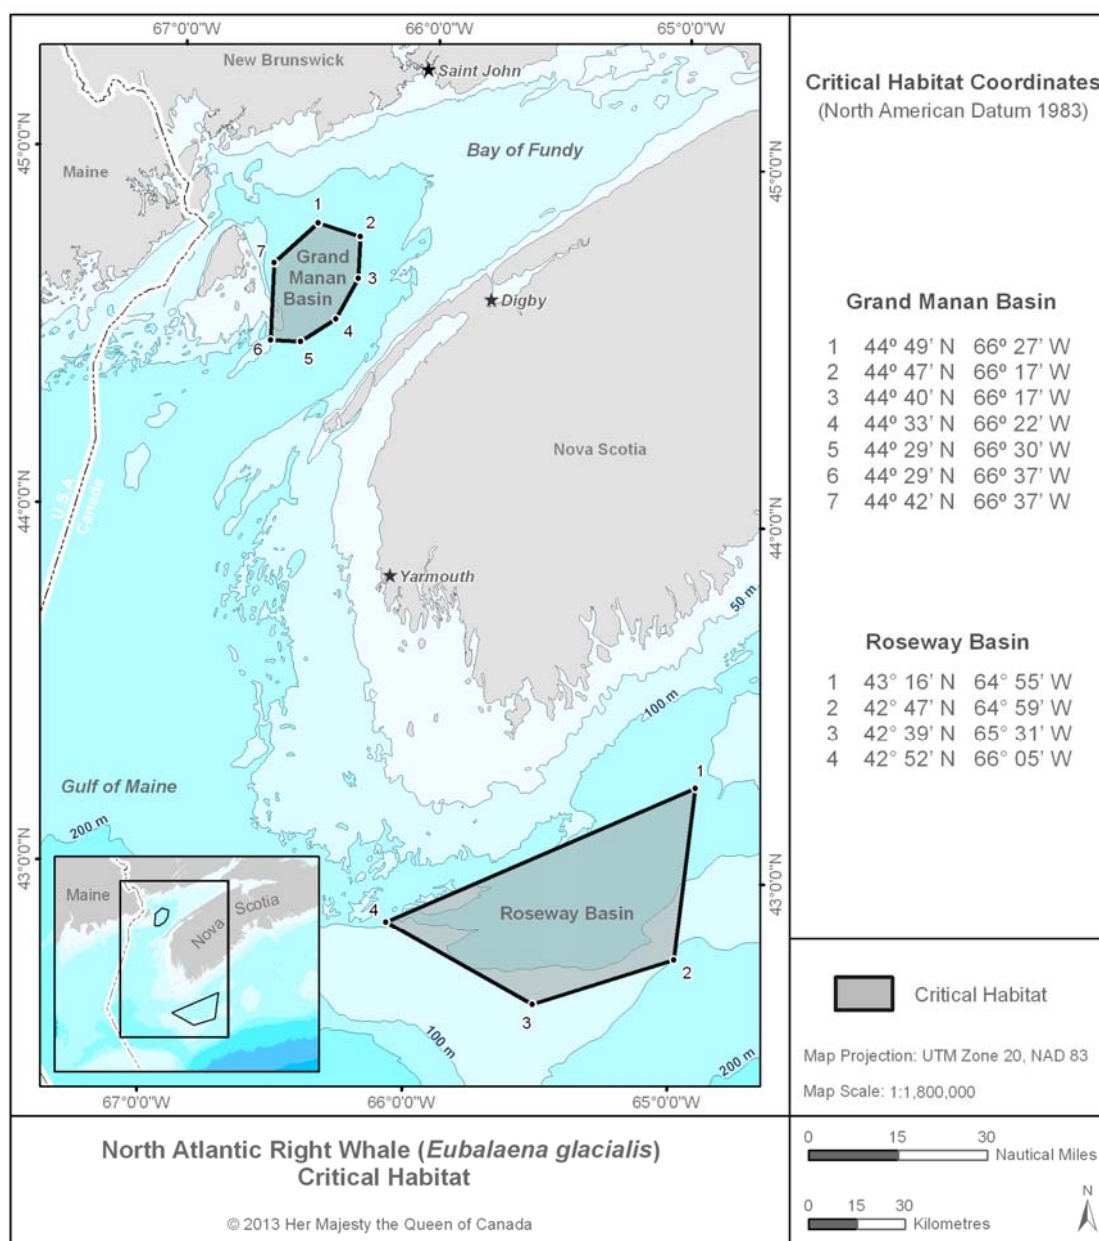 67°0'0"W
66°0'0"W
65°0'0"W
New Brunswick
Saint John
Bay of Fundy
45°0'0"N
45°0'0"N
Maine
1
2
7
Grand
Manan
Basin
3
4
6
5
Digby
Nova Scotia
44°0'0"N
44°0'0"N
U.S.A
Canada
Yarmouth
50 m
100 m
Gulf of Maine
200 m
1
43°0'0"N
43°0'0"N
4
Roseway Basin
2
3
100 m
200 m
Maine
Nova Scotia
67°0'0"W
66°0'0"W
65°0'0"W
Critical Habitat Coordinates
(North American Datum 1983)
Grand Manan Basin
1 44º 49' N 66º 27' W
2 44º 47' N 66º 17' W
3 44º 40' N 66º 17' W
4 44º 33' N 66º 22' W
5 44º 29' N 66º 30' W
6 44º 29' N 66º 37' W
7 44º 42' N 66º 37' W
Roseway Basin
1 43° 16' N 64° 55' W
2 42° 47' N 64° 59' W
3 42° 39' N 65° 31' W
4 42° 52' N 66° 05' W
Critical Habitat
Map Projection: UTM Zone 20, NAD 83
Map Scale: 1:1,800,000
North Atlantic Right Whale (Eubalaena glacialis)
Critical Habitat
© 2013 Her Majesty the Queen of Canada
0 15 30
Nautical Miles
0 15 30
Kilometres
N